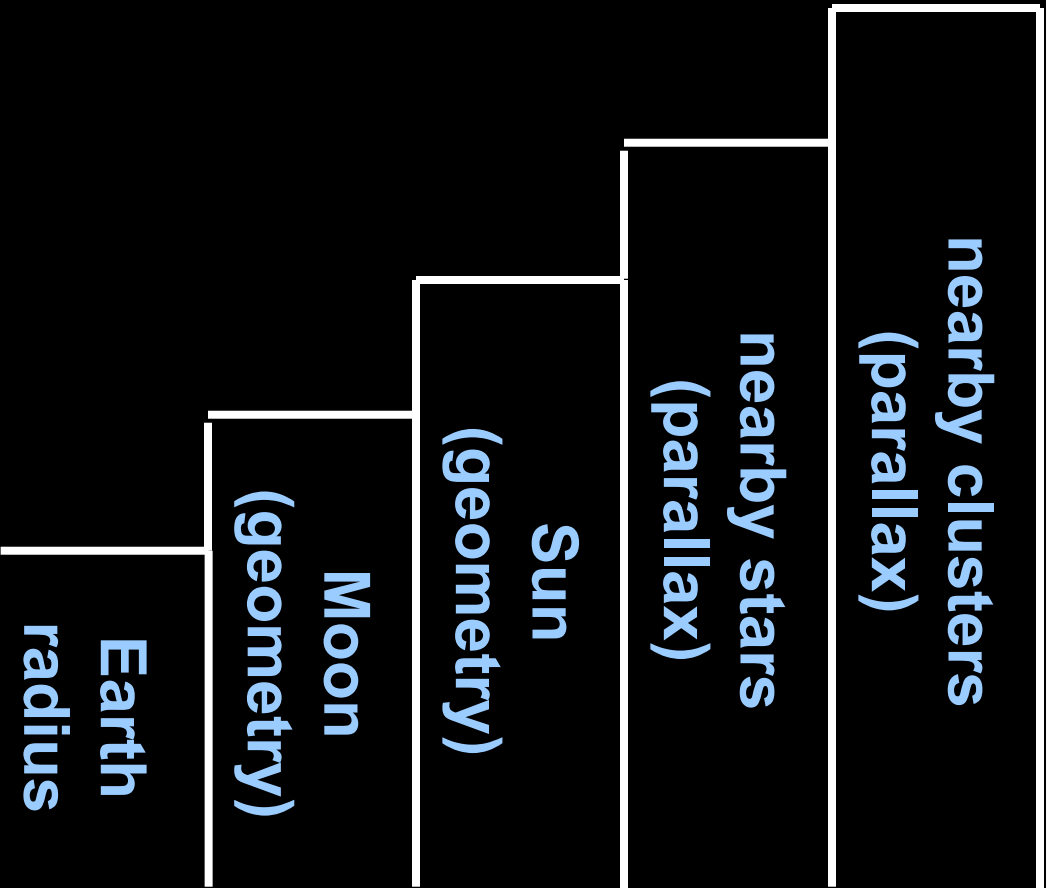 Earth
radius
Moon
(geometry)
Sun
(geometry)
nearby stars
(parallax)
nearby clusters
(parallax)